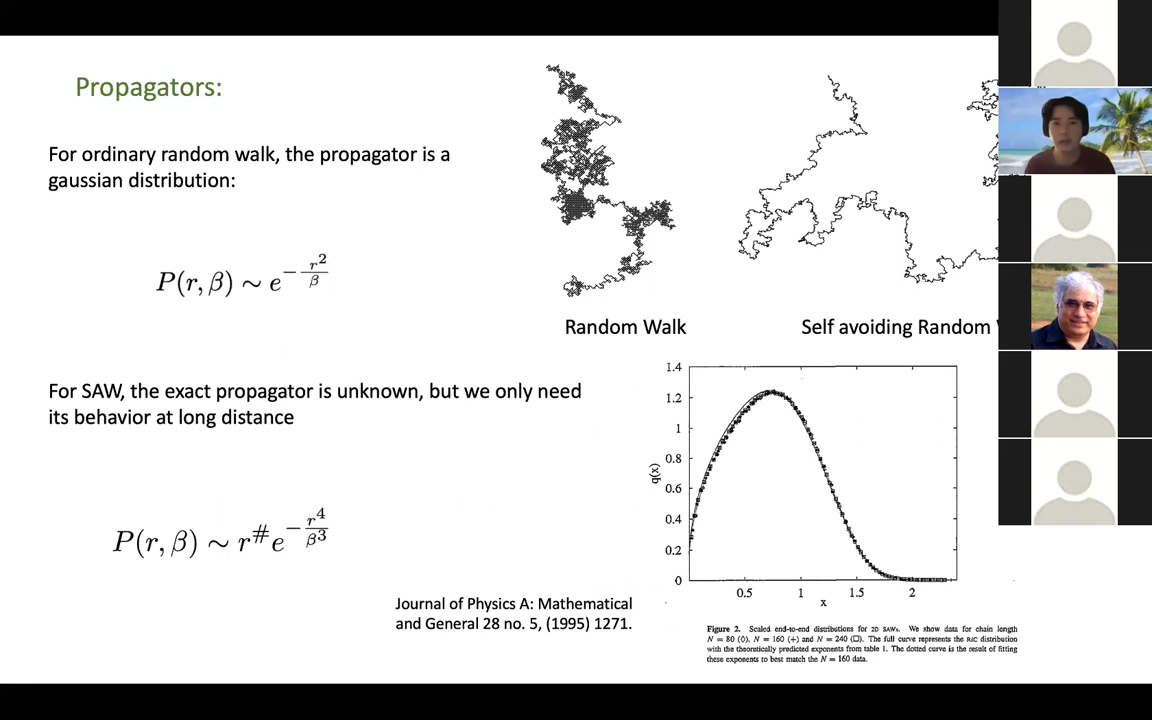 Propagators:
For ordinary random walk, the propagator is a
gaussian distribution:
P(r, β) ∼ e^{-\frac{r^2}{β}}
Random Walk
Self avoiding Random
For SAW, the exact propagator is unknown, but we only need
its behavior at long distance
P(r, β) ∼ r^# e^{-\frac{r^4}{β^3}}
1.4
1.2
1
0.8
0.6
0.4
0.2
0
q(x)
0.5 1 1.5 2
x
Journal of Physics A: Mathematical
and General 28 no. 5, (1995) 1271.
Figure 2. Scaled end-to-end distributions for 2D SAWs. We show data for chain length
N = 80 (◊), N = 160 (+) and N = 240 (□). The full curve represents the RJC distribution
with the theoretically predicted exponents from table 1. The dotted curve is the result of fitting
these exponents to best match the N = 160 data.